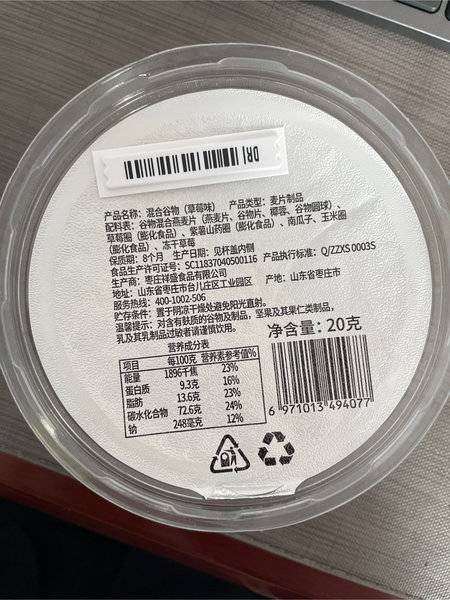 DRJ
产品名称：混合谷物（草莓味） 产品类型：麦片制品
配料表：谷物混合燕麦片（燕麦片、谷物片、椰蓉、谷物圆球）、
草莓圈（膨化食品）、紫薯山药圈（膨化食品）、南瓜子、玉米圈
（膨化食品）、冻干草莓
保质期：8个月 生产日期：见杯盖内侧
食品生产许可证号：SC11837040500116 产品执行标准：Q/ZZXS 0003S
生产商：枣庄祥盛食品有限公司
地址：山东省枣庄市台儿庄区工业园区 产地：山东省枣庄市
服务热线：400-1002-506
贮存条件：置于阴凉干燥处避免阳光直射。
温馨提示：对含有麸质的谷物及制品，坚果及其果仁类制品，
乳及其乳制品过敏者请谨慎饮用。
净含量：20克
营养成分表
项目 每100克 营养素参考值%
能量 1896千焦 23%
蛋白质 9.3克 16%
脂肪 13.6克 23%
碳水化合物 72.6克 24%
钠 248毫克 12%
6 971013 494077